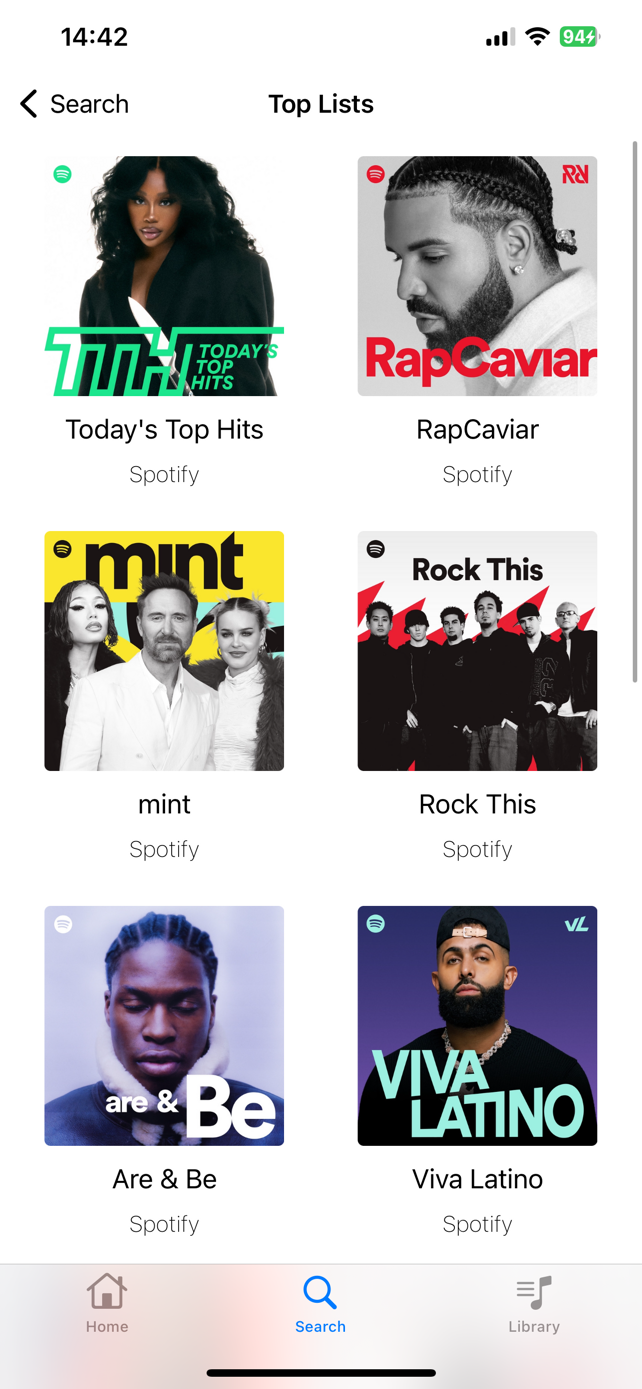 14:42
94
Search
Top Lists
TTH TODAY'S
TOP
HITS
RapCaviar
Today's Top Hits
RapCaviar
Spotify
Spotify
mint
Rock This
mint
Rock This
Spotify
Spotify
are & Be
VL
VIVA
LATINO
Are & Be
Viva Latino
Spotify
Spotify
Home
Search
Library